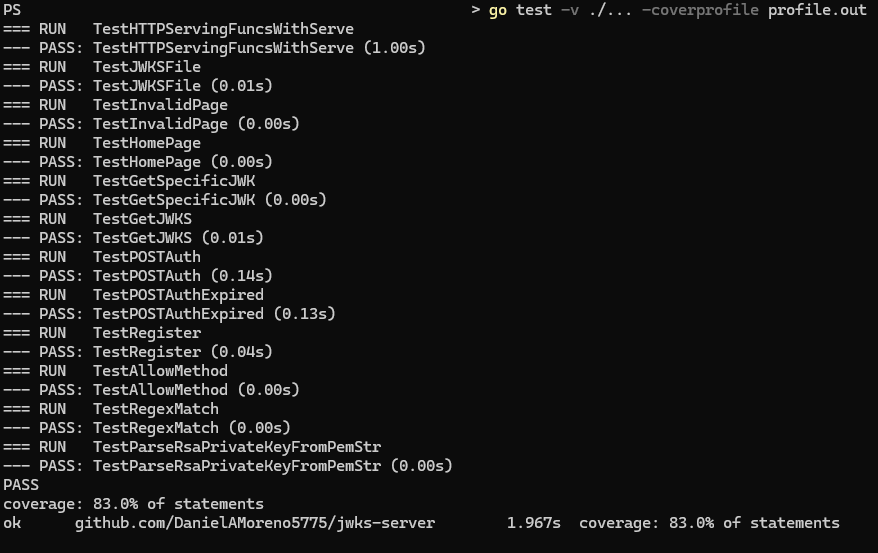 PS > go test -v ./... -coverprofile profile.out
=== RUN   TestHTTPServingFuncsWithServe
--- PASS: TestHTTPServingFuncsWithServe (1.00s)
=== RUN   TestJWKSFile
--- PASS: TestJWKSFile (0.01s)
=== RUN   TestInvalidPage
--- PASS: TestInvalidPage (0.00s)
=== RUN   TestHomePage
--- PASS: TestHomePage (0.00s)
=== RUN   TestGetSpecificJWK
--- PASS: TestGetSpecificJWK (0.00s)
=== RUN   TestGetJWKS
--- PASS: TestGetJWKS (0.01s)
=== RUN   TestPOSTAuth
--- PASS: TestPOSTAuth (0.14s)
=== RUN   TestPOSTAuthExpired
--- PASS: TestPOSTAuthExpired (0.13s)
=== RUN   TestRegister
--- PASS: TestRegister (0.04s)
=== RUN   TestAllowMethod
--- PASS: TestAllowMethod (0.00s)
=== RUN   TestRegexMatch
--- PASS: TestRegexMatch (0.00s)
=== RUN   TestParseRsaPrivateKeyFromPemStr
--- PASS: TestParseRsaPrivateKeyFromPemStr (0.00s)
PASS
coverage: 83.0% of statements
ok      github.com/DanielAMoreno5775/jwks-server        1.967s  coverage: 83.0% of statements